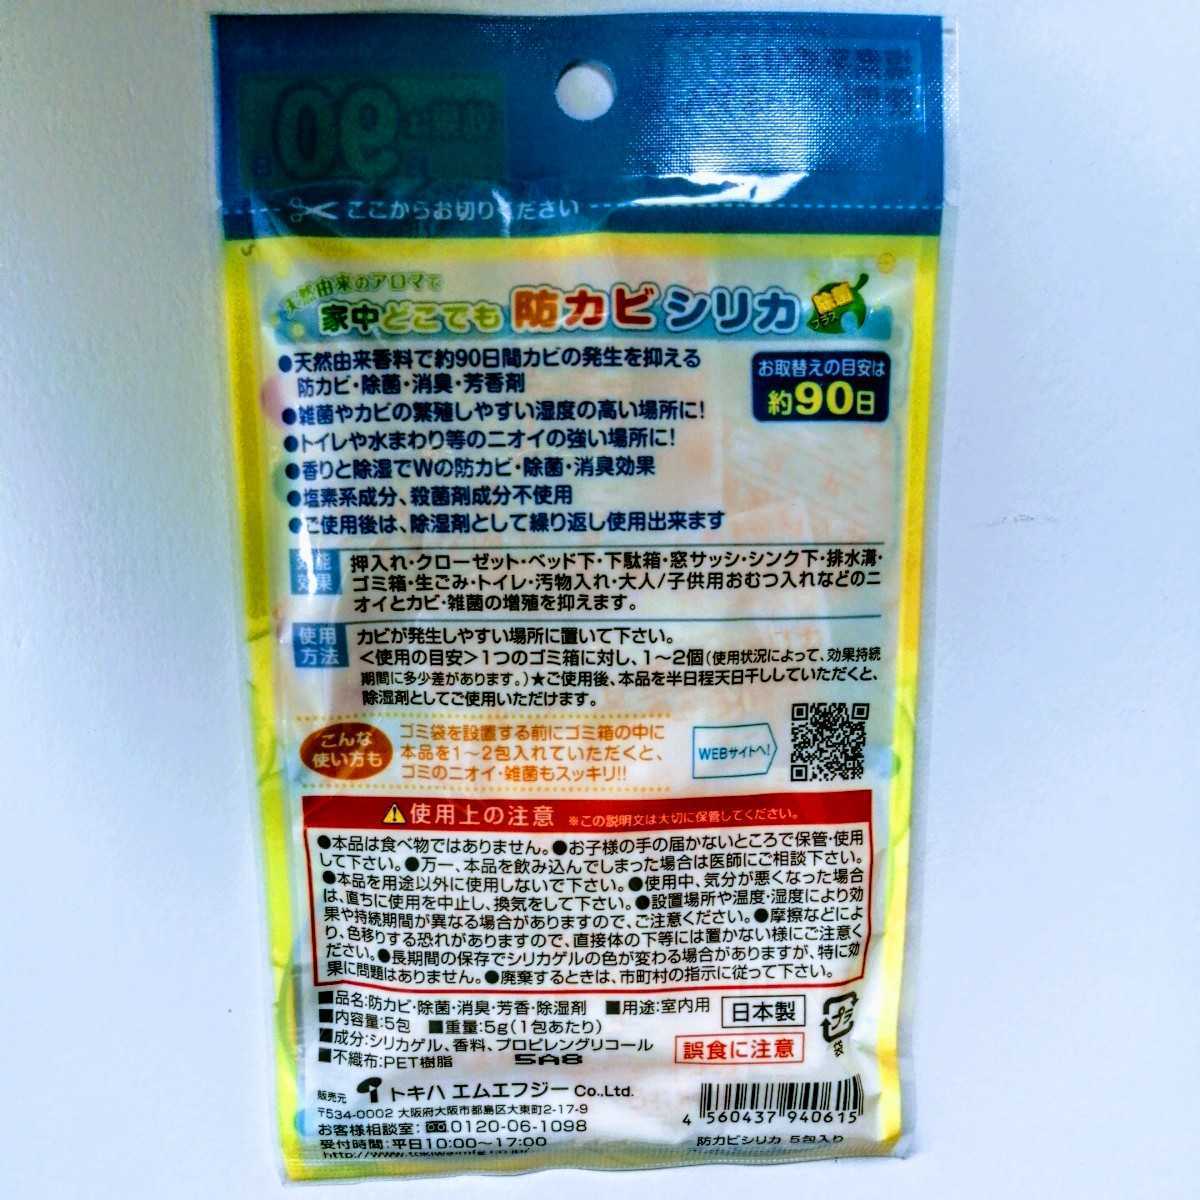 ここからお切りください
天然由来のアロマで
家中どこでも 防カビシリカ
除菌
プラス
●天然由来香料で約90日間カビの発生を抑える
防カビ・除菌・消臭・芳香剤
●雑菌やカビの繁殖しやすい湿度の高い場所に!
●トイレや水まわり等のニオイの強い場所に!
●香りと除湿でWの防カビ・除菌・消臭効果
●塩素系成分、殺菌剤成分不使用
●ご使用後は、除湿剤として繰り返し使用出来ます
お取替えの目安は
約90日
効能
効果
押入れ・クローゼット・ベッド下・下駄箱・窓サッシ・シンク下・排水溝・
ゴミ箱・生ごみ・トイレ・汚物入れ・大人/子供用おむつ入れなどのニ
オイとカビ・雑菌の増殖を抑えます。
使用
方法
カビが発生しやすい場所に置いて下さい。
<使用の目安>1つのゴミ箱に対し、1〜2個(使用状況によって、効果持続
期間に多少差があります。)★ご使用後、本品を半日程天日干ししていただくと、
除湿剤としてご使用いただけます。
こんな
使い方も
ゴミ袋を設置する前にゴミ箱の中に
本品を1〜2包入れていただくと、
ゴミのニオイ・雑菌もスッキリ!!
WEBサイトへ!
使用上の注意 ※この説明文は大切に保管してください。
●本品は食べ物ではありません。●お子様の手の届かないところで保管・使用
して下さい。●万一、本品を飲み込んでしまった場合は医師にご相談下さい。
●本品を用途以外に使用しないで下さい。●使用中、気分が悪くなった場合
は、直ちに使用を中止し、換気をして下さい。●設置場所や温度・湿度により効
果や持続期間が異なる場合がありますので、ご注意ください。●摩擦などによ
り、色移りする恐れがありますので、直接体の下等には置かない様にご注意く
ださい。●長期間の保存でシリカゲルの色が変わる場合がありますが、特に効
果に問題はありません。●廃棄するときは、市町村の指示に従って下さい。
■品名:防カビ・除菌・消臭・芳香・除湿剤 ■用途:室内用
■内容量:5包 ■重量:5g(1包あたり)
■成分:シリカゲル、香料、プロピレングリコール
■不織布:PET樹脂 5A8
日本製
誤食に注意
プラ
袋
販売元 トキハ エムエフジー Co.,Ltd.
〒534-0002 大阪府大阪市都島区大東町2-17-9
お客様相談室: 0120-06-1098
受付時間:平日10:00〜17:00
4 560437 940615
防カビシリカ 5包入り